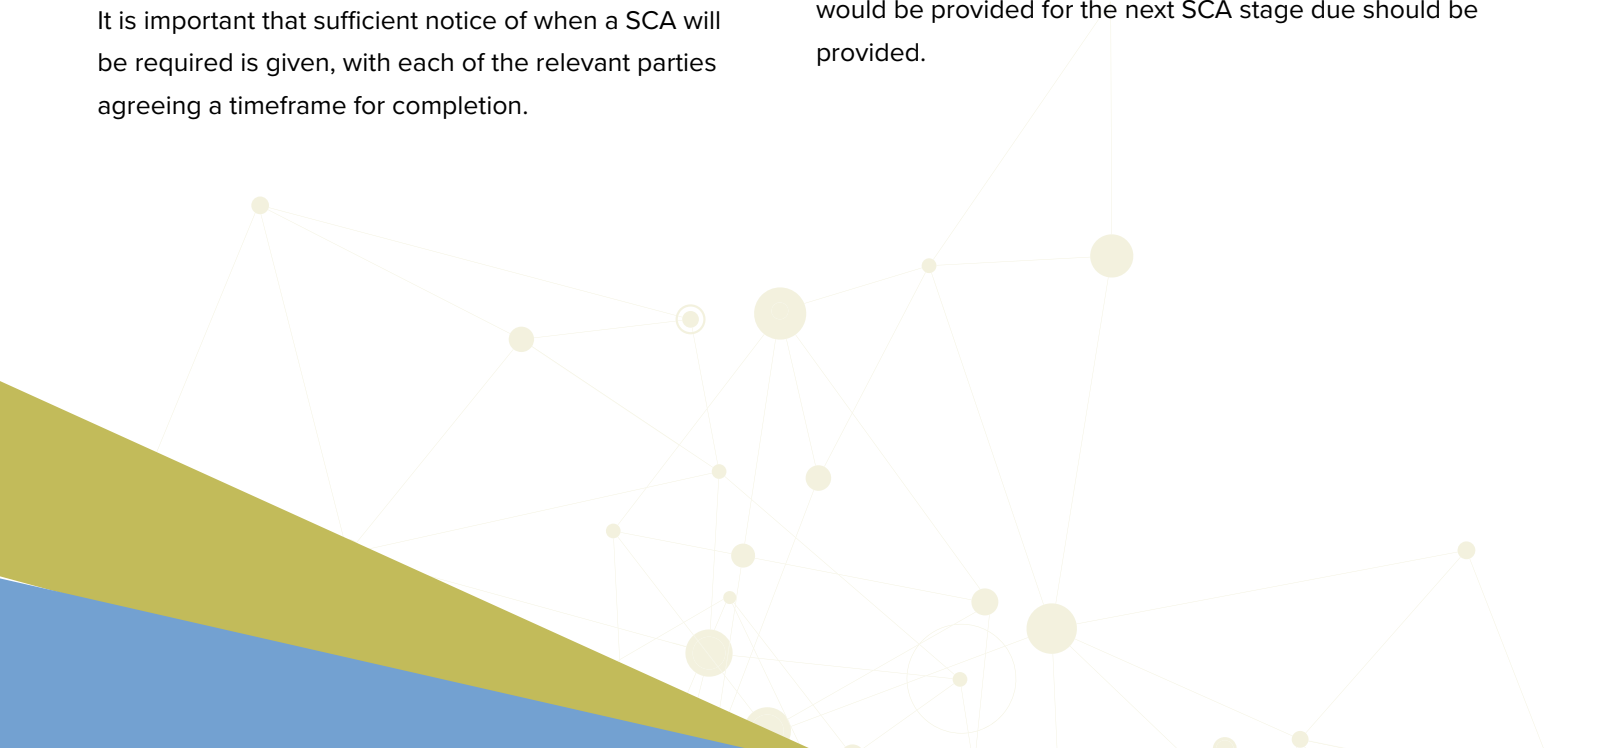 It is important that sufficient notice of when a SCA will
be required is given, with each of the relevant parties
agreeing a timeframe for completion.
would be provided for the next SCA stage due should be
provided.